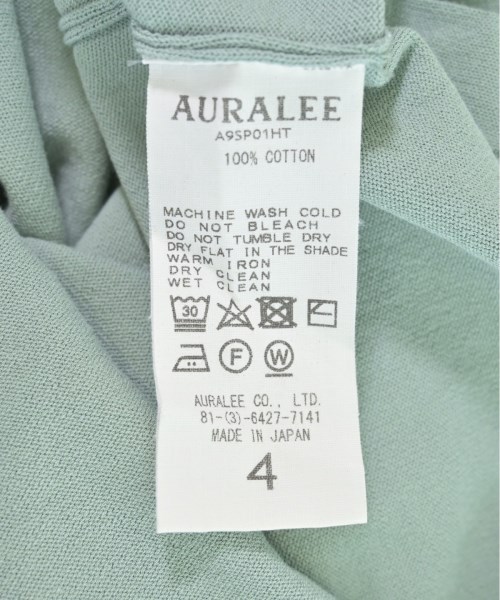 AURALEE
A9SP01HT
100% COTTON
MACHINE WASH COLD
DO NOT BLEACH
DO NOT TUMBLE DRY
DRY FLAT IN THE SHADE
WARM IRON
DRY CLEAN
WET CLEAN
30
F W
AURALEE CO., LTD.
81-(3)-6427-7141
MADE IN JAPAN
4